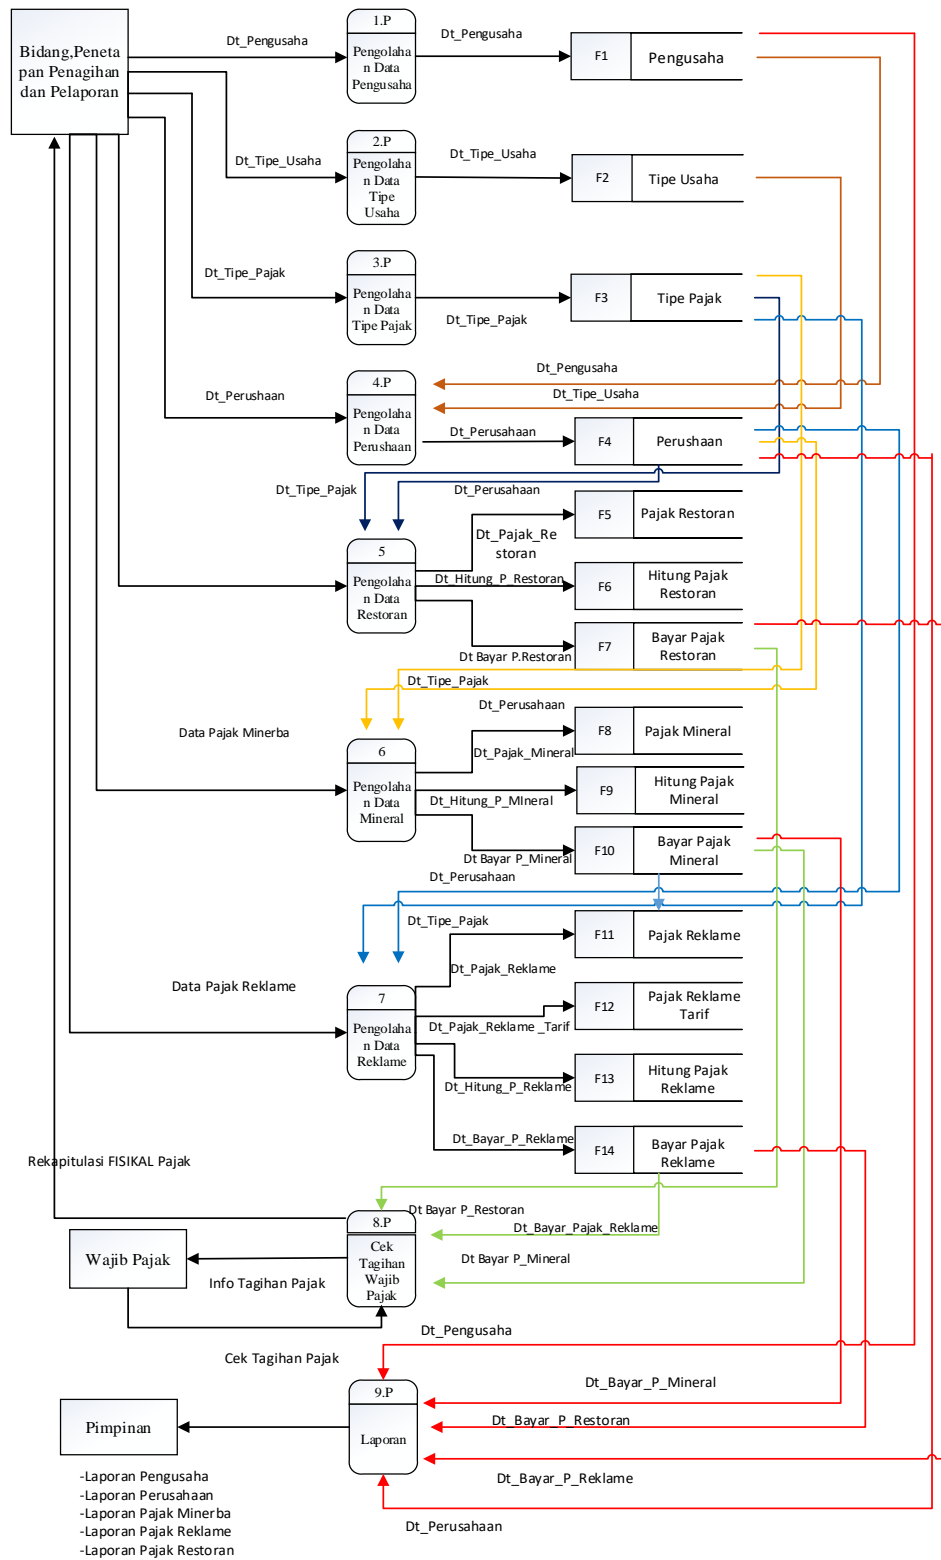 Bidang,Peneta
pan Penagihan
dan Pelaporan
Dt_Pengusaha
1.P
Pengolaha
n Data
Pengusaha
Dt_Pengusaha
F1
Pengusaha
Dt_Tipe_Usaha
2.P
Pengolaha
n Data
Tipe
Usaha
Dt_Tipe_Usaha
F2
Tipe Usaha
Dt_Tipe_Pajak
3.P
Pengolaha
n Data
Tipe Pajak
Dt_Tipe_Pajak
F3
Tipe Pajak
Dt_Pengusaha
Dt_Tipe_Usaha
Dt_Perushaan
4.P
Pengolaha
n Data
Perushaan
Dt_Perusahaan
F4
Perushaan
Dt_Tipe_Pajak
Dt_Perusahaan
5
Pengolaha
n Data
Restoran
Dt_Pajak_Re
storan
F5
Pajak Restoran
Dt_Hitung_P_Restoran
F6
Hitung Pajak
Restoran
Dt Bayar P.Restoran
F7
Bayar Pajak
Restoran
Dt_Tipe_Pajak
Dt_Perusahaan
Data Pajak Minerba
6
Pengolaha
n Data
Mineral
Dt_Pajak_Mineral
F8
Pajak Mineral
Dt_Hitung_P_MIneral
F9
Hitung Pajak
Mineral
Dt Bayar P_Mineral
F10
Bayar Pajak
Mineral
Dt_Perusahaan
Dt_Tipe_Pajak
Data Pajak Reklame
7
Pengolaha
n Data
Reklame
Dt_Pajak_Reklame
F11
Pajak Reklame
Dt_Pajak_Reklame _Tarif
F12
Pajak Reklame
Tarif
Dt_Hitung_P_Reklame
F13
Hitung Pajak
Reklame
Dt_Bayar_P_Reklame
F14
Bayar Pajak
Reklame
Rekapitulasi FISIKAL Pajak
Dt Bayar P_Restoran
Dt_Bayar_Pajak_Reklame
Dt Bayar P_Mineral
8.P
Cek
Tagihan
Wajib
Pajak
Wajib Pajak
Info Tagihan Pajak
Cek Tagihan Pajak
Dt_Pengusaha
9.P
Laporan
Dt_Bayar_P_Mineral
Dt_Bayar_P_Restoran
Dt_Bayar_P_Reklame
Dt_Perusahaan
Pimpinan
-Laporan Pengusaha
-Laporan Perusahaan
-Laporan Pajak Minerba
-Laporan Pajak Reklame
-Laporan Pajak Restoran